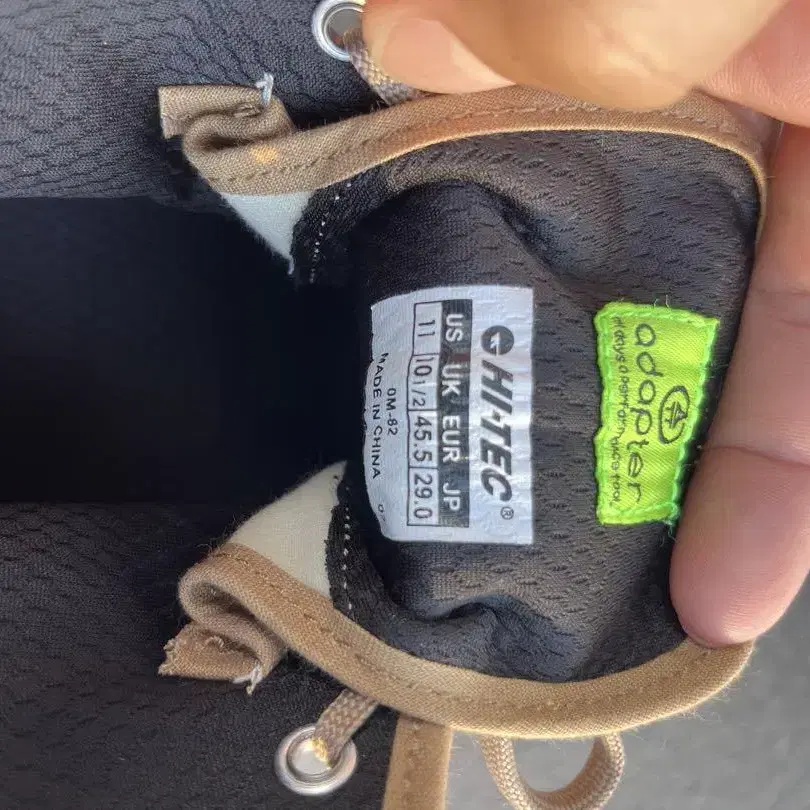 adapter
HI-TEC®
US UK EUR JP
11 10 1/2 45.5 29.0
0M-82
MADE IN CHINA